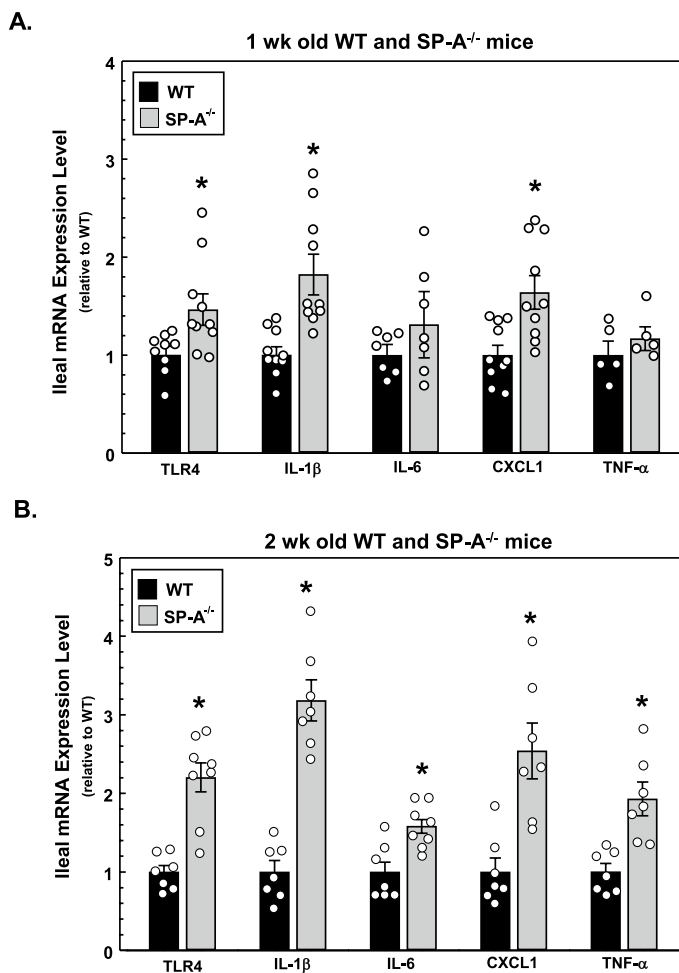 A.
1 wk old WT and SP-A-/- mice
4
WT
SP-A-/-
3
2
1
0
Ileal mRNA Expression Level
(relative to WT)
* * *
TLR4 IL-1β IL-6 CXCL1 TNF-α
B.
2 wk old WT and SP-A-/- mice
5
WT
SP-A-/-
4
3
2
1
0
Ileal mRNA Expression Level
(relative to WT)
* * * * *
TLR4 IL-1β IL-6 CXCL1 TNF-α